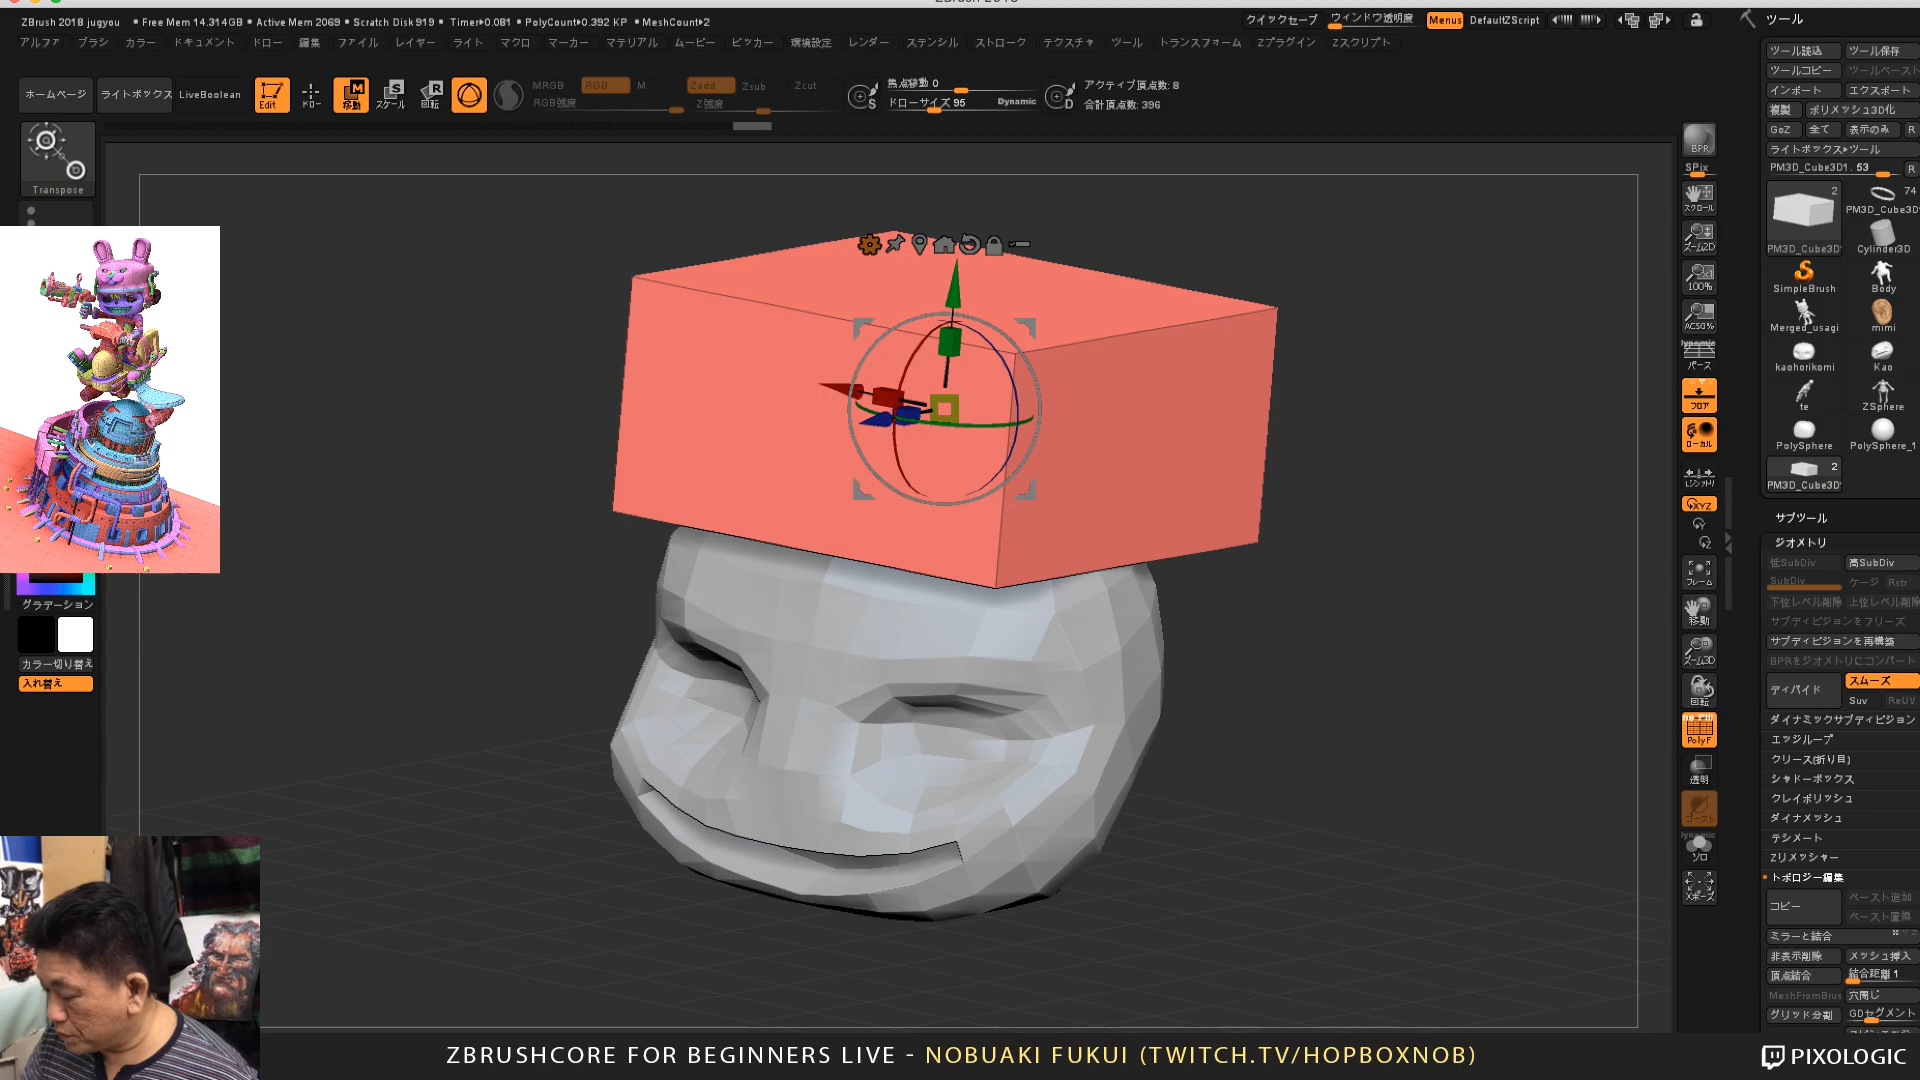 ZBrush 2018 jugyou • Free Mem 14.314GB • Active Mem 2069 • Scratch Disk 919 • Timer▸0.081 • PolyCount▸0.392 KP • MeshCount▸2
クイックセーブ ウィンドウ透明度 Menus DefaultZScript
ツール
アルファ ブラシ カラー ドキュメント ドロー 編集 ファイル レイヤー ライト マクロ マーカー マテリアル ムービー ピッカー 環境設定 レンダー ステンシル ストローク テクスチャ ツール トランスフォーム Zプラグイン Zスクリプト
ツール読込 ツール保存
ツールコピー ツールペースト
インポート エクスポート
複製 ポリメッシュ3D化
GoZ 全て 表示のみ R
ライトボックス▸ツール
PM3D_Cube3D1. 53 R
ホームページ ライトボックス LiveBoolean Edit ドロー 移動 スケール 回転
MRGB RGB M
RGB強度
Zadd Zsub Zcut
Z強度
焦点移動 0
ドローサイズ 95 Dynamic
アクティブ頂点数: 8
合計頂点数: 396
Transpose
グラデーション
カラー切り替え
入れ替え
BPR
SPix
スクロール
ズーム2D
100%
AC50%
Dynamic
パース
フロア
ローカル
XYZ
フレーム
移動
ズーム3D
回転
PolyF
透明
ゴースト
Dynamic
ソロ
Xポーズ
2 74
PM3D_Cube3D PM3D_Cube3D
Cylinder3D
SimpleBrush Body
Merged_usagi mimi
kaohorikomi Kao
te ZSphere
PolySphere PolySphere_1
2
PM3D_Cube3D
サブツール
ジオメトリ
低SubDiv 高SubDiv
SubDiv ケージ Rstr
下位レベル削除 上位レベル削除
サブディビジョンをフリーズ
サブディビジョンを再構築
BPRをジオメトリにコンバート
ディバイド スムーズ
Suv ReUV
ダイナミックサブディビジョン
エッジループ
クリース(折り目)
シャドーボックス
クレイポリッシュ
ダイナメッシュ
テシメート
Zリメッシャー
トポロジー編集
コピー ペースト追加
ペースト置換
ミラーと結合
非表示削除 メッシュ挿入
頂点結合 結合距離 1
MeshFromBrus 穴閉じ
グリッド分割 GDセグメント
ZBRUSHCORE FOR BEGINNERS LIVE - NOBUAKI FUKUI (TWITCH.TV/HOPBOXNOB)
PIXOLOGIC